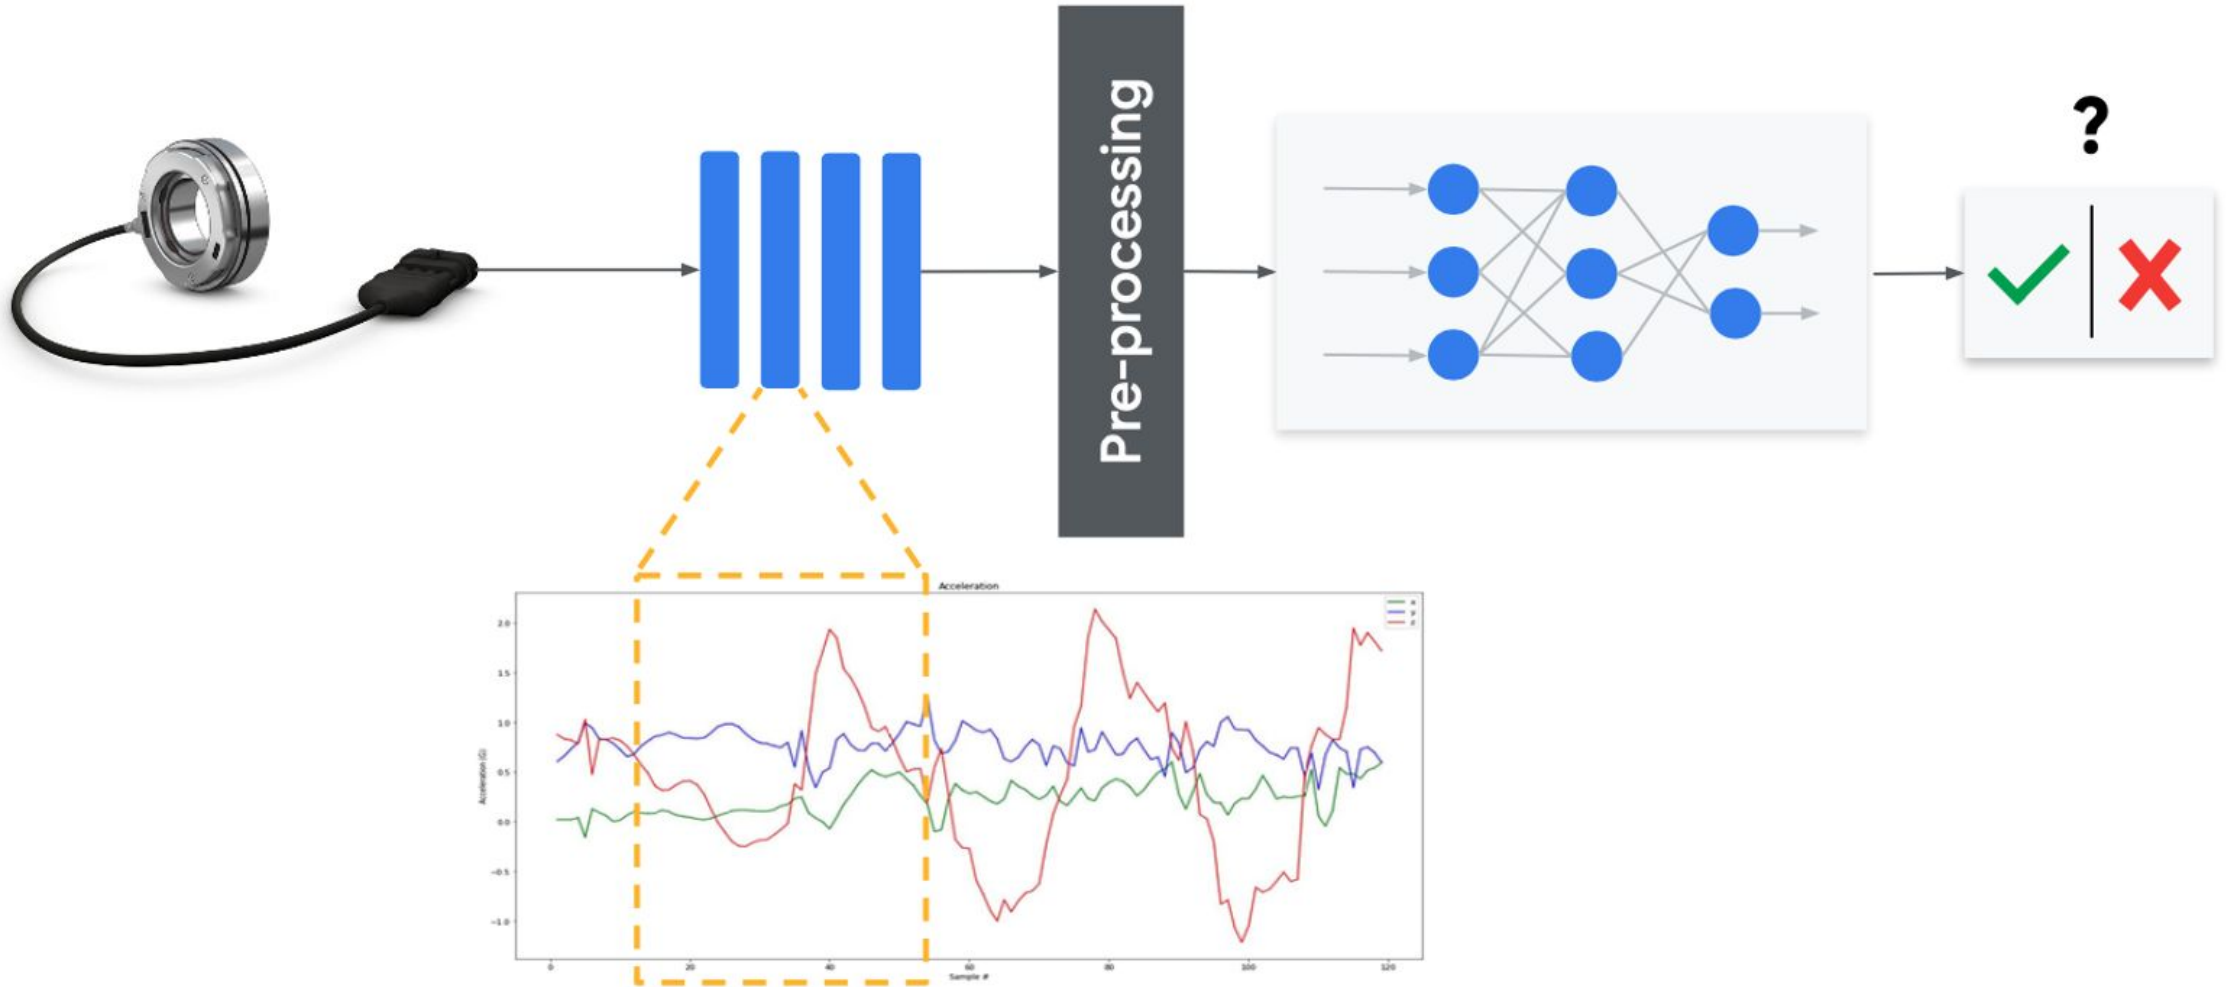 ?
Pre-processing
Acceleration
x
y
z
2.0
1.5
1.0
0.5
0.0
−0.5
−1.0
Acceleration (G)
0 20 40 60 80 100 120
Sample #